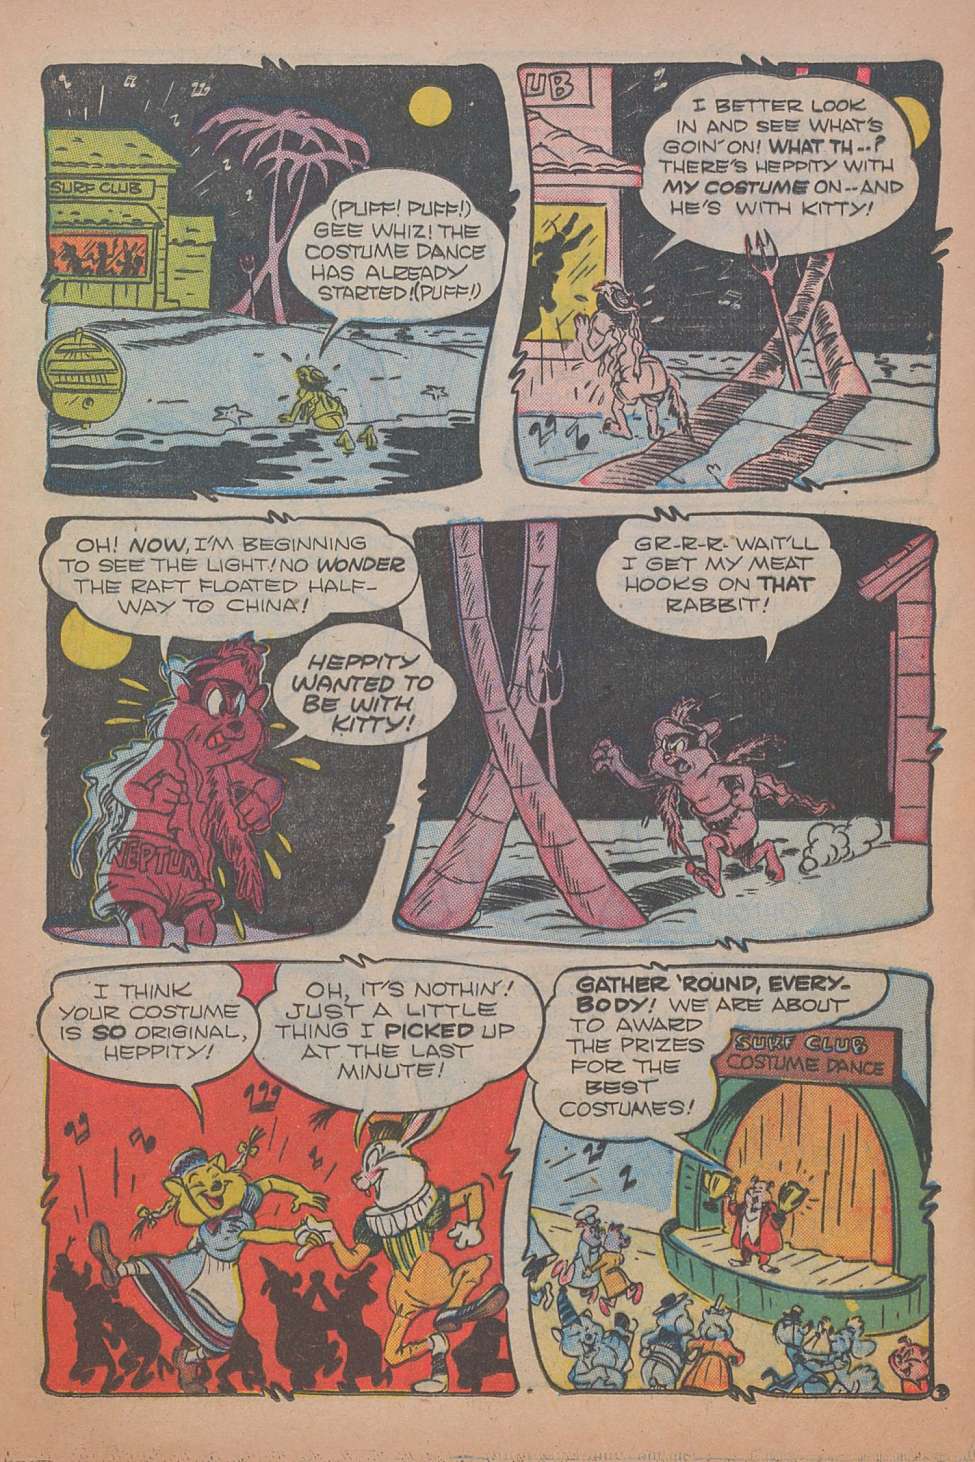 SURF CLUB
(PUFF! PUFF!)
GEE WHIZ! THE
COSTUME DANCE
HAS ALREADY
STARTED! (PUFF!)
UB
I BETTER LOOK
IN AND SEE WHAT'S
GOIN' ON! WHAT TH--?
THERE'S HEPPITY WITH
MY COSTUME ON--AND
HE'S WITH KITTY!
OH! NOW, I'M BEGINNING
TO SEE THE LIGHT! NO WONDER
THE RAFT FLOATED HALF-
WAY TO CHINA!
HEPPITY
WANTED TO
BE WITH
KITTY!
NEPTUN
GR-R-R- WAIT'LL
I GET MY MEAT
HOOKS ON THAT
RABBIT!
I THINK
YOUR COSTUME
IS SO ORIGINAL,
HEPPITY!
OH, IT'S NOTHIN'!
JUST A LITTLE
THING I PICKED UP
AT THE LAST
MINUTE!
GATHER 'ROUND, EVERY-
BODY! WE ARE ABOUT
TO AWARD
THE PRIZES
FOR THE
BEST
COSTUMES!
SURF CLUB
COSTUME DANCE